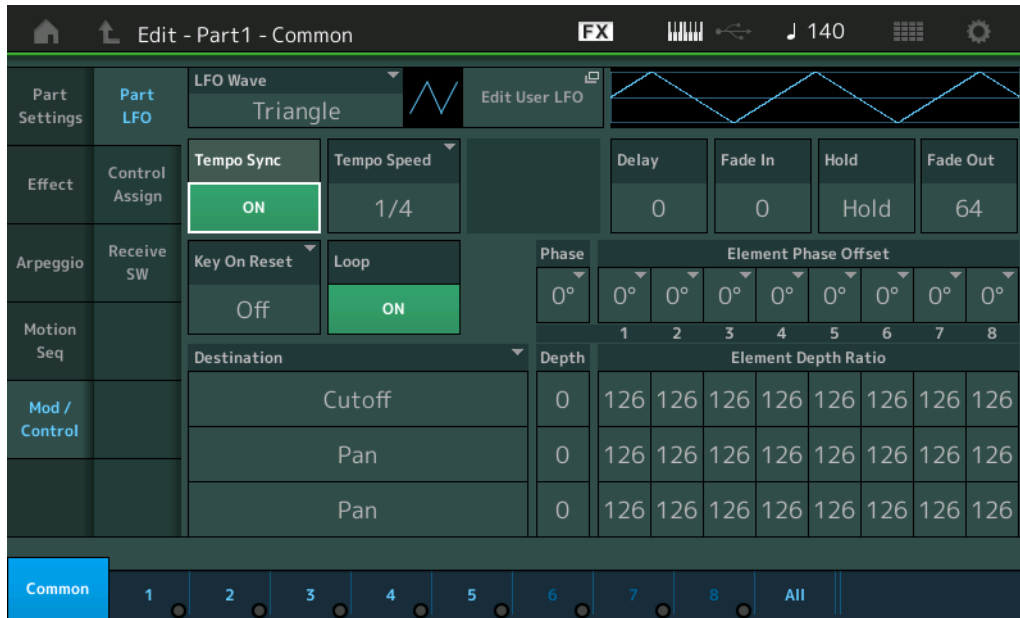 Edit - Part1 - Common
FX
♩ 140
Part
Settings
Part
LFO
LFO Wave
Triangle
Edit User LFO
Effect
Control
Assign
Tempo Sync
ON
Tempo Speed
1/4
Delay
0
Fade In
0
Hold
Hold
Fade Out
64
Arpeggio
Receive
SW
Key On Reset
Off
Loop
ON
Phase
0°
Element Phase Offset
0° 0° 0° 0° 0° 0° 0° 0°
1 2 3 4 5 6 7 8
Motion
Seq
Destination
Depth
Element Depth Ratio
Mod /
Control
Cutoff 0 126 126 126 126 126 126 126 126
Pan 0 126 126 126 126 126 126 126 126
Pan 0 126 126 126 126 126 126 126 126
Common 1 2 3 4 5 6 7 8 All